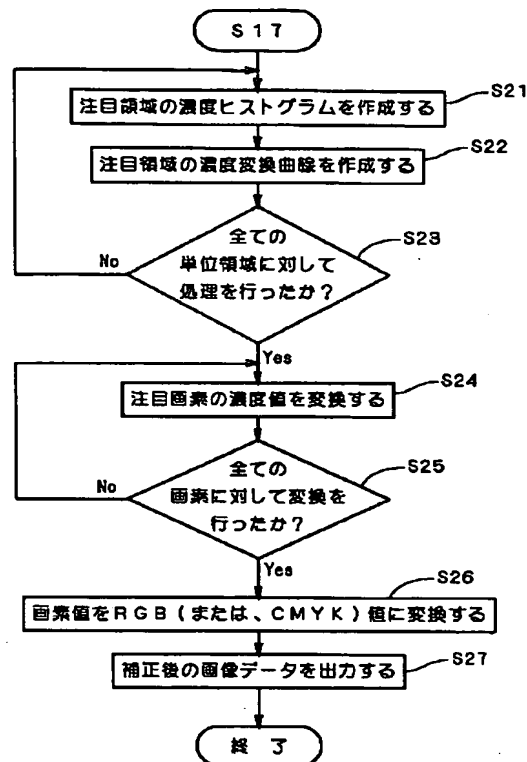 S17
S21
注目領域の濃度ヒストグラムを作成する
S22
注目領域の濃度変換曲線を作成する
S23
全ての
単位領域に対して
処理を行ったか？
No
Yes
S24
注目画素の濃度値を変換する
S25
全ての
画素に対して変換を
行ったか？
No
Yes
S26
画素値をRGB（または、CMYK）値に変換する
S27
補正後の画像データを出力する
終了